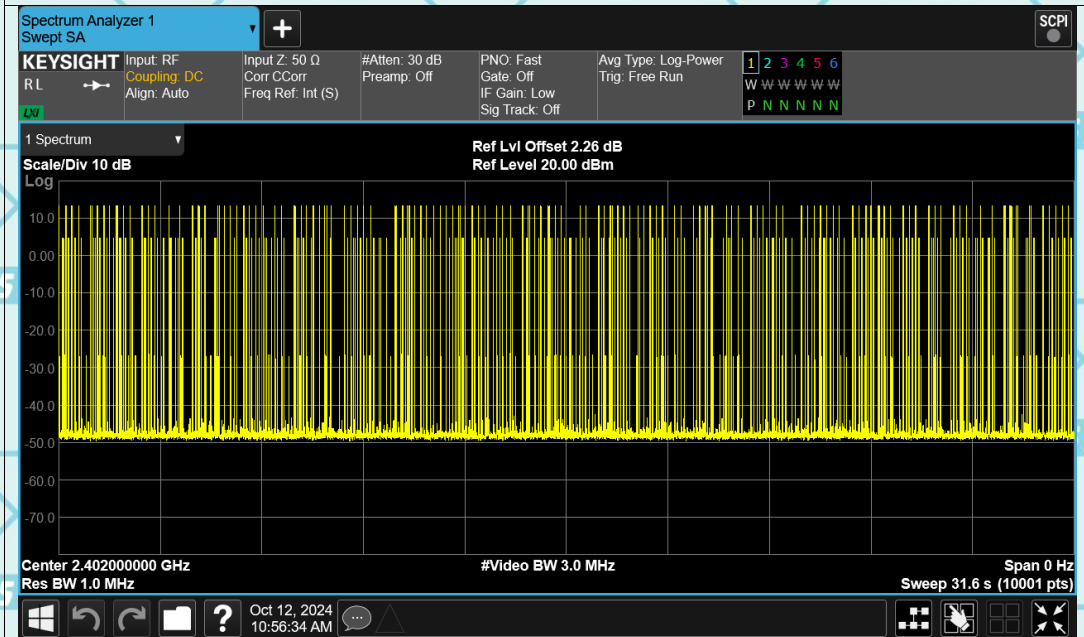 Spectrum Analyzer 1
Swept SA
+
SCPI
KEYSIGHT
RL
LXI
Input: RF
Coupling: DC
Align: Auto
Input Z: 50 Ω
Corr CCorr
Freq Ref: Int (S)
#Atten: 30 dB
Preamp: Off
PNO: Fast
Gate: Off
IF Gain: Low
Sig Track: Off
Avg Type: Log-Power
Trig: Free Run
1 2 3 4 5 6
W W W W W W
P N N N N N
1 Spectrum
Scale/Div 10 dB
Log
Ref Lvl Offset 2.26 dB
Ref Level 20.00 dBm
10.0
0.00
-10.0
-20.0
-30.0
-40.0
-50.0
-60.0
-70.0
Center 2.402000000 GHz
#Video BW 3.0 MHz
Span 0 Hz
Res BW 1.0 MHz
Sweep 31.6 s (10001 pts)
?
Oct 12, 2024
10:56:34 AM